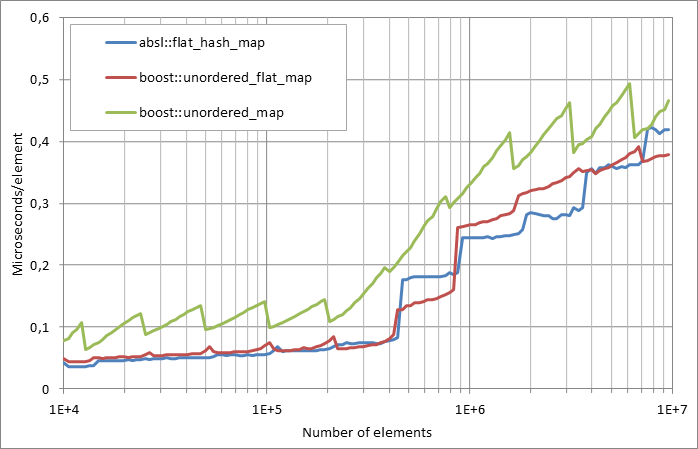 0,6
absl::flat_hash_map
0,5
boost::unordered_flat_map
boost::unordered_map
0,4
Microseconds/element
0,3
0,2
0,1
0
1E+4
1E+5
1E+6
1E+7
Number of elements